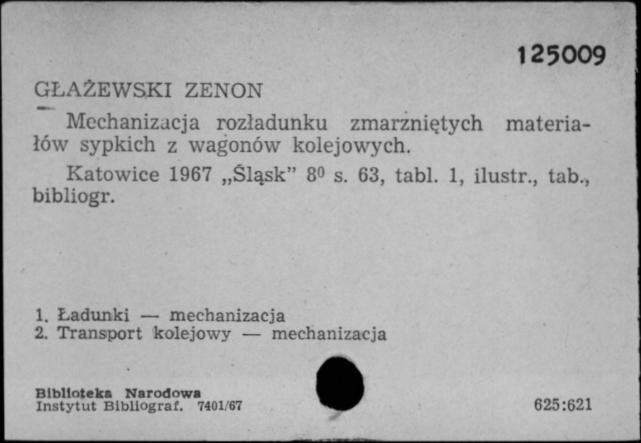 125009
GŁAŻEWSKI ZENON
Mechanizacja rozładunku zmarzniętych materia-
łów sypkich z wagonów kolejowych.
Katowice 1967 „Śląsk” 8⁰ s. 63, tabl. 1, ilustr., tab.,
bibliogr.
1. Ładunki — mechanizacja
2. Transport kolejowy — mechanizacja
Biblioteka Narodowa
Instytut Bibliograf. 7401/67
625:621